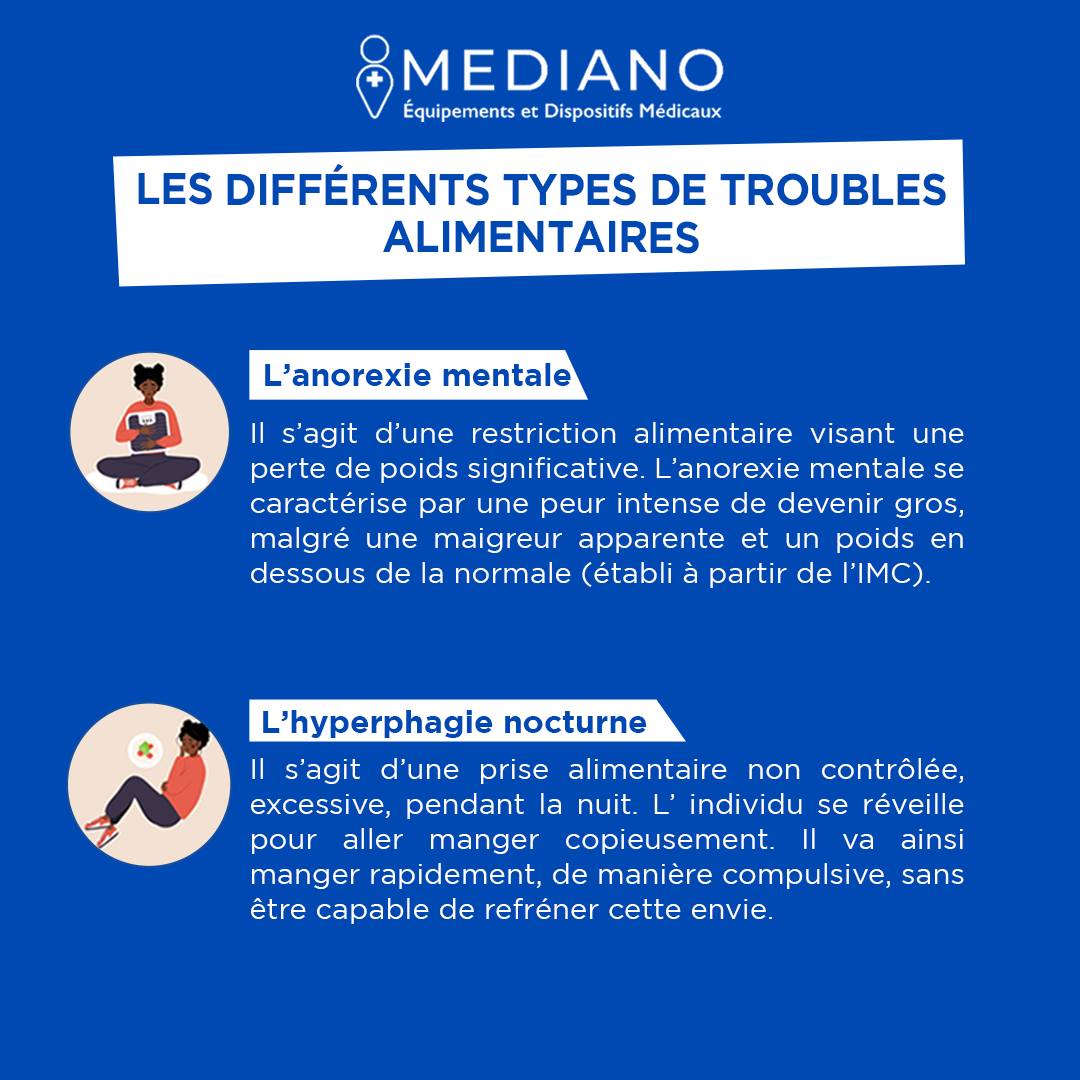 MEDIANO
Équipements et Dispositifs Médicaux
LES DIFFÉRENTS TYPES DE TROUBLES
ALIMENTAIRES
L’anorexie mentale
Il s’agit d’une restriction alimentaire visant une
perte de poids significative. L’anorexie mentale se
caractérise par une peur intense de devenir gros,
malgré une maigreur apparente et un poids en
dessous de la normale (établi à partir de l’IMC).
L’hyperphagie nocturne
Il s’agit d’une prise alimentaire non contrôlée,
excessive, pendant la nuit. L’ individu se réveille
pour aller manger copieusement. Il va ainsi
manger rapidement, de manière compulsive, sans
être capable de refréner cette envie.